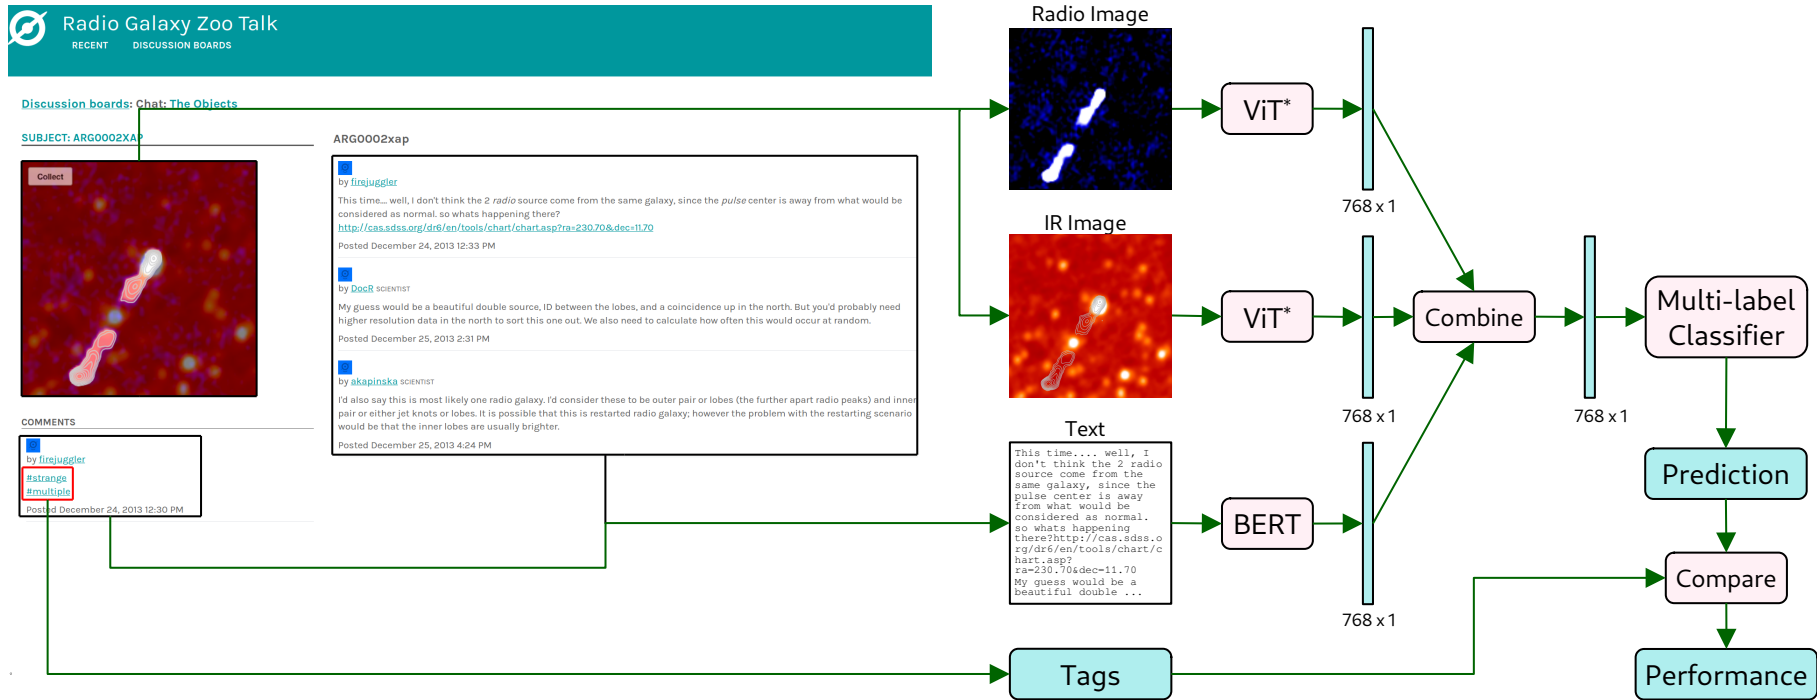 Radio Galaxy Zoo Talk
RECENT DISCUSSION BOARDS
Discussion boards: Chat: The Objects
SUBJECT: ARG0002XAP
Collect
COMMENTS
by firejuggler
#strange
#multiple
Posted December 24, 2013 12:30 PM
ARG0002xap
by firejuggler
This time.... well, I don't think the 2 radio source come from the same galaxy, since the pulse center is away from what would be
considered as normal. so whats happening there?
http://cas.sdss.org/dr6/en/tools/chart/chart.asp?ra=230.70&dec=11.70
Posted December 24, 2013 12:33 PM
by DocR SCIENTIST
My guess would be a beautiful double source, ID between the lobes, and a coincidence up in the north. But you'd probably need
higher resolution data in the north to sort this one out. We also need to calculate how often this would occur at random.
Posted December 25, 2013 2:31 PM
by akapinska SCIENTIST
I'd also say this is most likely one radio galaxy. I'd consider these to be outer pair or lobes (the further apart radio peaks) and inner
pair or either jet knots or lobes. It is possible that this is restarted radio galaxy; however the problem with the restarting scenario
would be that the inner lobes are usually brighter.
Posted December 25, 2013 4:24 PM
Radio Image
ViT*
768 x 1
IR Image
ViT*
768 x 1
Text
This time.... well, I
don't think the 2 radio
source come from the
same galaxy, since the
pulse center is away
from what would be
considered as normal.
so whats happening
there?http://cas.sdss.o
rg/dr6/en/tools/chart/c
hart.asp?
ra=230.70&dec=11.70
My guess would be a
beautiful double ...
BERT
768 x 1
Combine
768 x 1
Multi-label
Classifier
Prediction
Compare
Tags
Performance